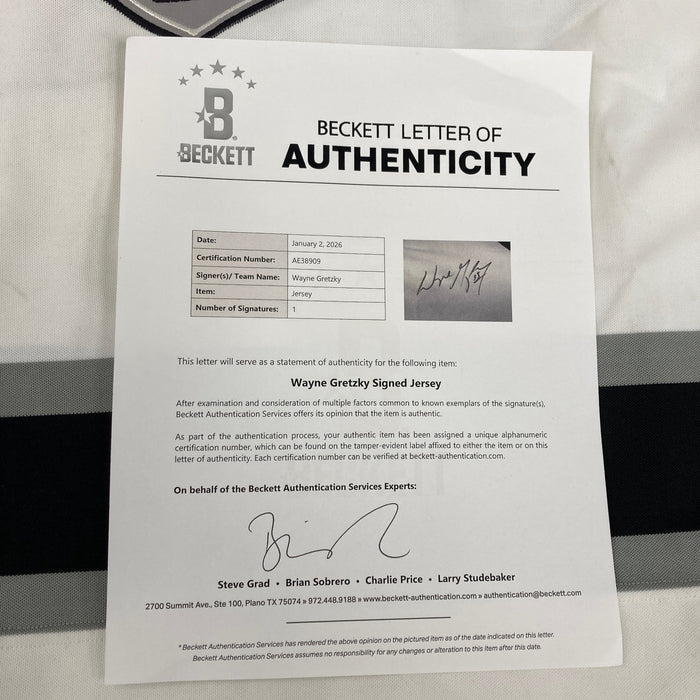 B
BECKETT
BECKETT LETTER OF
AUTHENTICITY
Date: January 2, 2026
Certification Number: AE38909
Signer(s)/ Team Name: Wayne Gretzky
Item: Jersey
Number of Signatures: 1
This letter will serve as a statement of authenticity for the following item:
Wayne Gretzky Signed Jersey
After examination and consideration of multiple factors common to known exemplars of the signature(s),
Beckett Authentication Services offers its opinion that the item is authentic.
As part of the authentication process, your authentic item has been assigned a unique alphanumeric
certification number, which can be found on the tamper-evident label affixed to either the item or on this
letter of authenticity. Each certification number can be verified at beckett-authentication.com.
On behalf of the Beckett Authentication Services Experts:
Steve Grad • Brian Sobrero • Charlie Price • Larry Studebaker
2700 Summit Ave., Ste 100, Plano TX 75074 » 972.448.9188 » www.beckett-authentication.com » authentication@beckett.com
*Beckett Authentication Services has rendered the above opinion on the pictured item as of the date indicated on this letter.
Beckett Authentication Services assumes no responsibility for any changes or alteration to this item after this date.